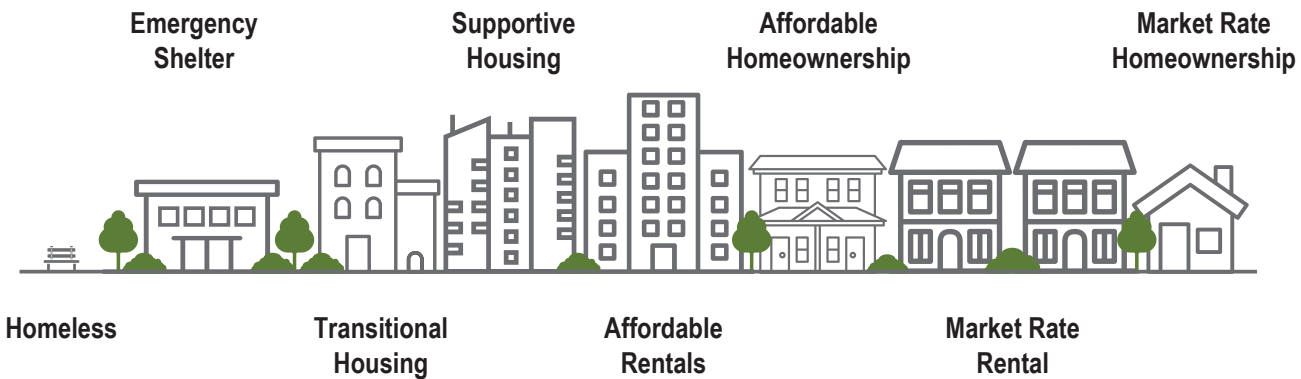 Emergency
Shelter
Supportive
Housing
Affordable
Homeownership
Market Rate
Homeownership
Homeless
Transitional
Housing
Affordable
Rentals
Market Rate
Rental